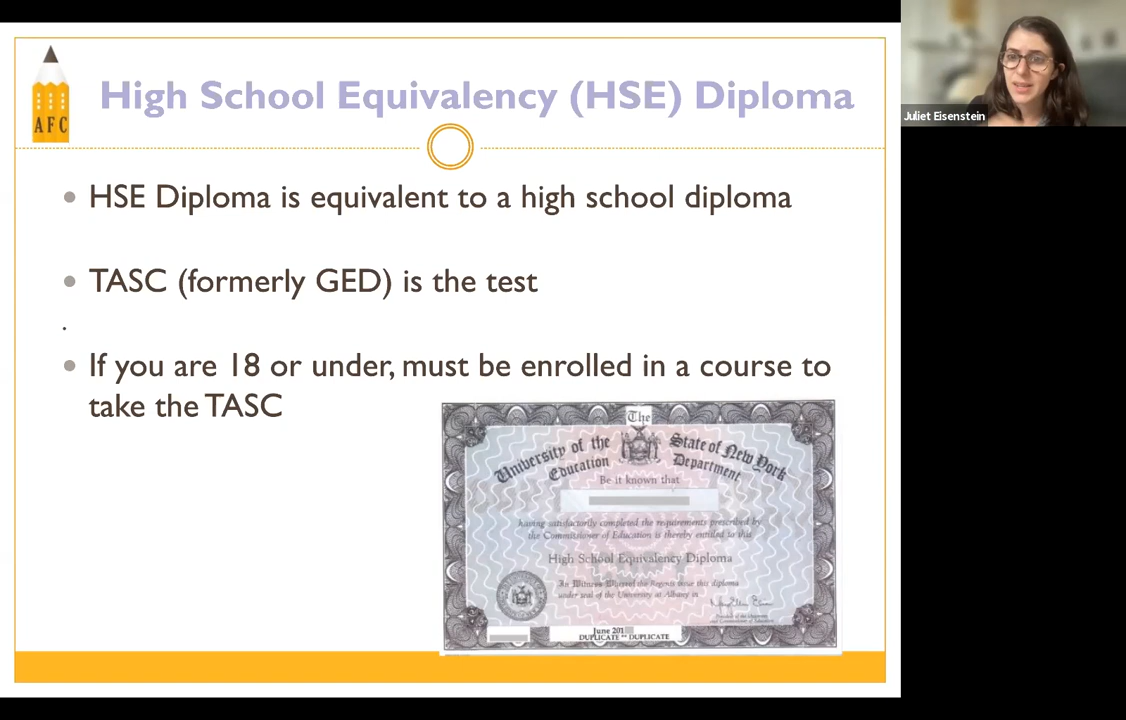 AFC
High School Equivalency (HSE) Diploma
Juliet Eisenstein
• HSE Diploma is equivalent to a high school diploma
• TASC (formerly GED) is the test
.
• If you are 18 or under, must be enrolled in a course to
take the TASC
The
University of the State of New York
Education Department
Be it known that
having satisfactorily completed the requirements prescribed by
the Commissioner of Education is thereby entitled to this
High School Equivalency Diploma
In Witness Whereof the Regents issue this diploma
under seal of the University at Albany in
June 201
DUPLICATE ** DUPLICATE